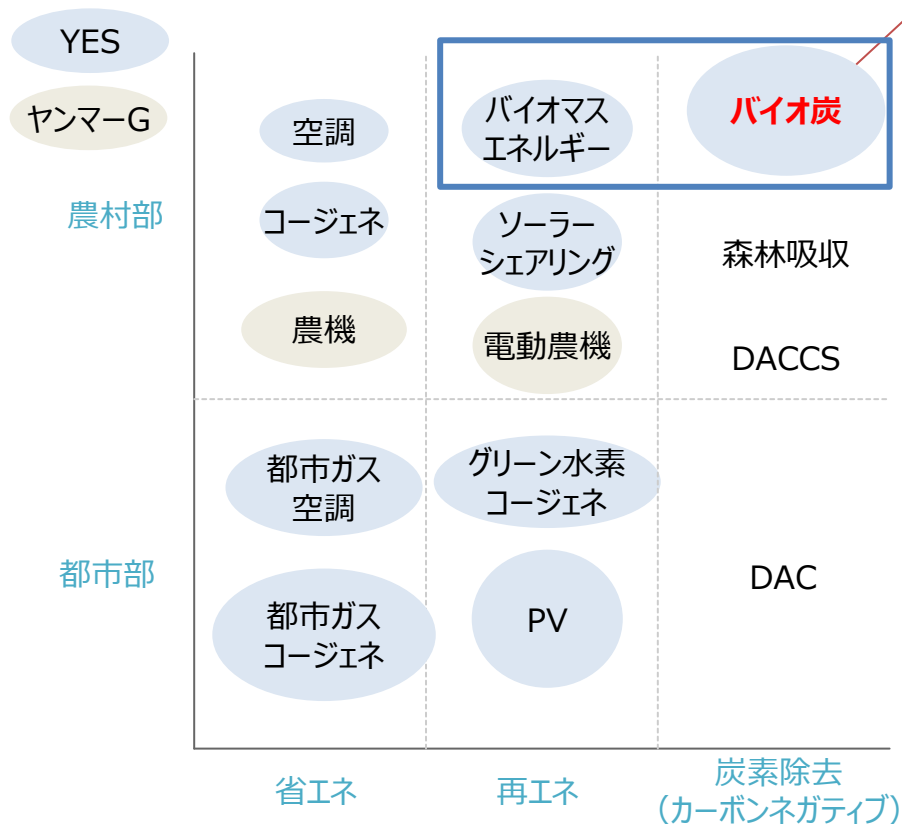 YES
ヤンマーG
農村部
空調
バイオマス
エネルギー
バイオ炭
コージェネ
ソーラー
シェアリング
森林吸収
農機
電動農機
DACCS
都市部
都市ガス
空調
グリーン水素
コージェネ
都市ガス
コージェネ
PV
DAC
省エネ
再エネ
炭素除去
(カーボンネガティブ)